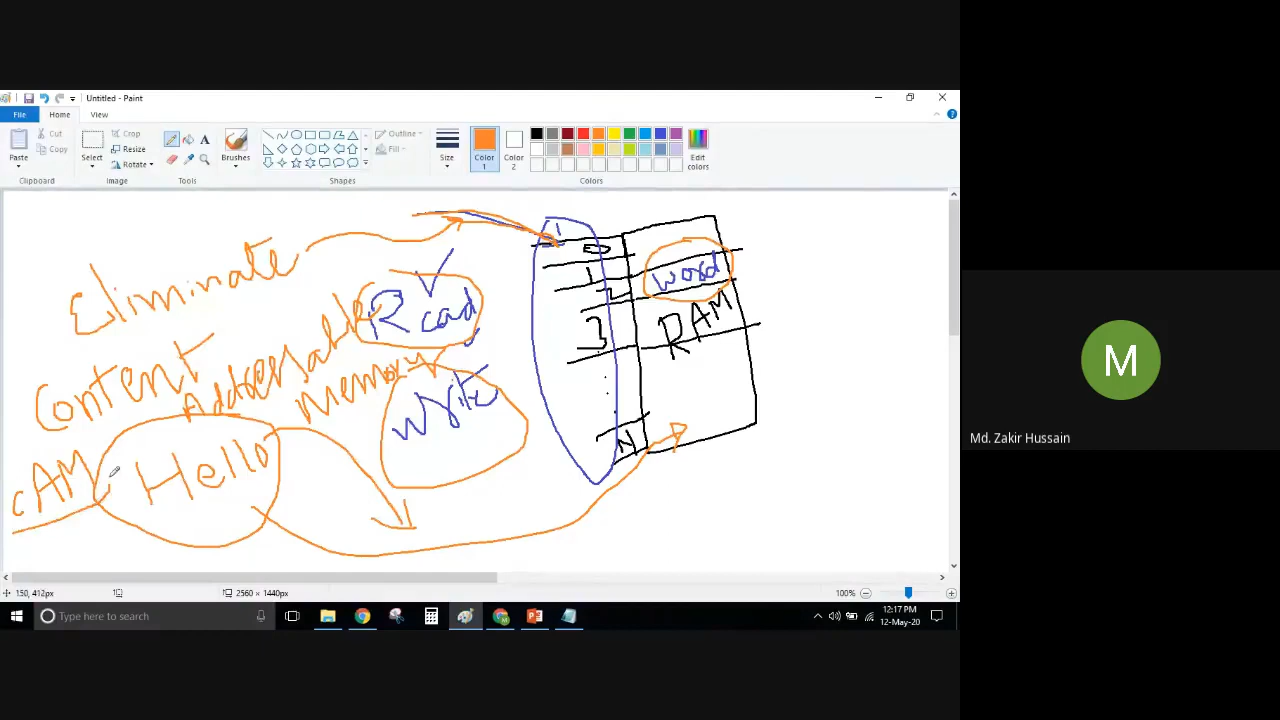 Untitled - Paint
File
Home
View
Paste
Cut
Copy
Clipboard
Select
Crop
Resize
Rotate
Image
A
Tools
Brushes
Shapes
Outline
Fill
Size
Color 1
Color 2
Edit colors
Colors
Eliminate
Content Addressable memory
CAM
Hello
Read
Write
1
0
1
2
3
N
word
RAM
150, 412px
2560 × 1440px
100%
Type here to search
12:17 PM
12-May-20
M
Md. Zakir Hussain